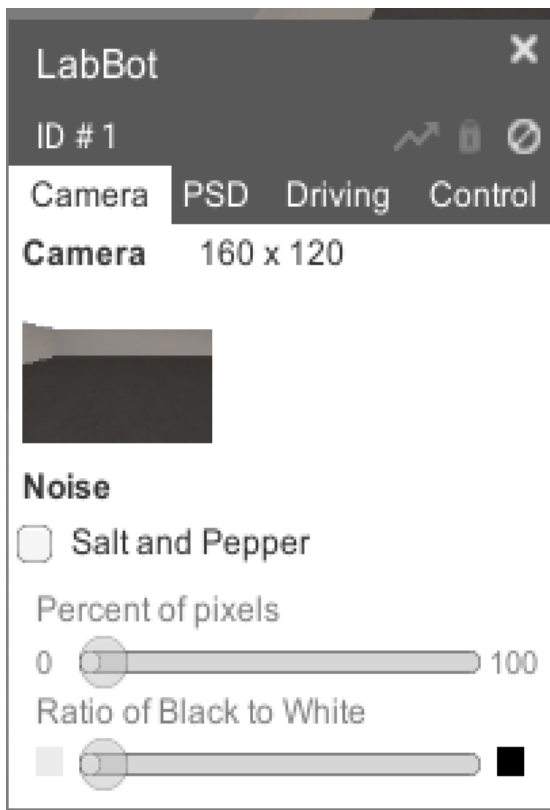 LabBot
ID # 1
Camera PSD Driving Control
Camera 160 x 120
Noise
Salt and Pepper
Percent of pixels
0 100
Ratio of Black to White